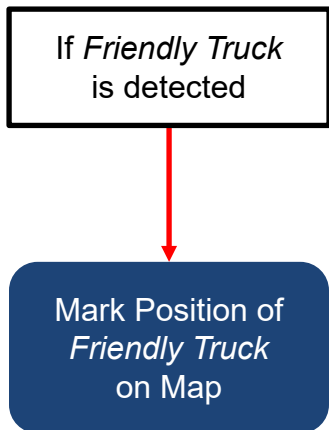 If Friendly Truck
is detected
Mark Position of
Friendly Truck
on Map